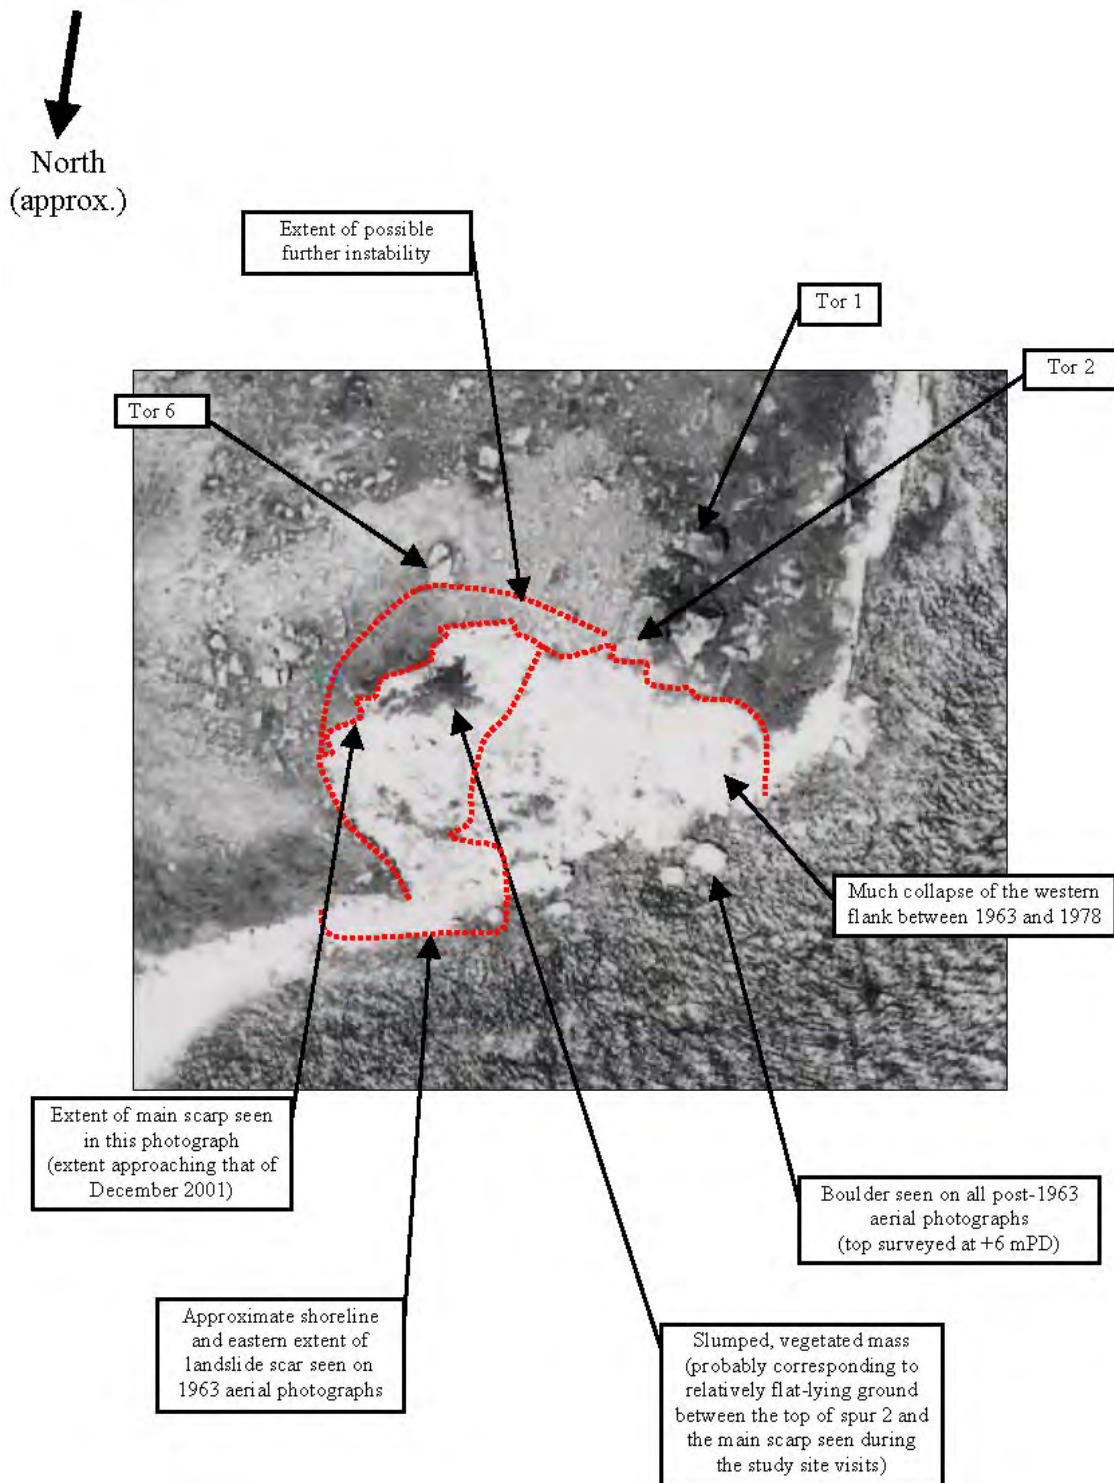 North
(approx.)
Extent of possible
further instability
Tor 1
Tor 2
Tor 6
Much collapse of the western
flank between 1963 and 1978
Extent of main scarp seen
in this photograph
(extent approaching that of
December 2001)
Boulder seen on all post-1963
aerial photographs
(top surveyed at +6 mPD)
Approximate shoreline
and eastern extent of
landslide scar seen on
1963 aerial photographs
Slumped, vegetated mass
(probably corresponding to
relatively flat-lying ground
between the top of spur 2 and
the main scarp seen during
the study site visits)